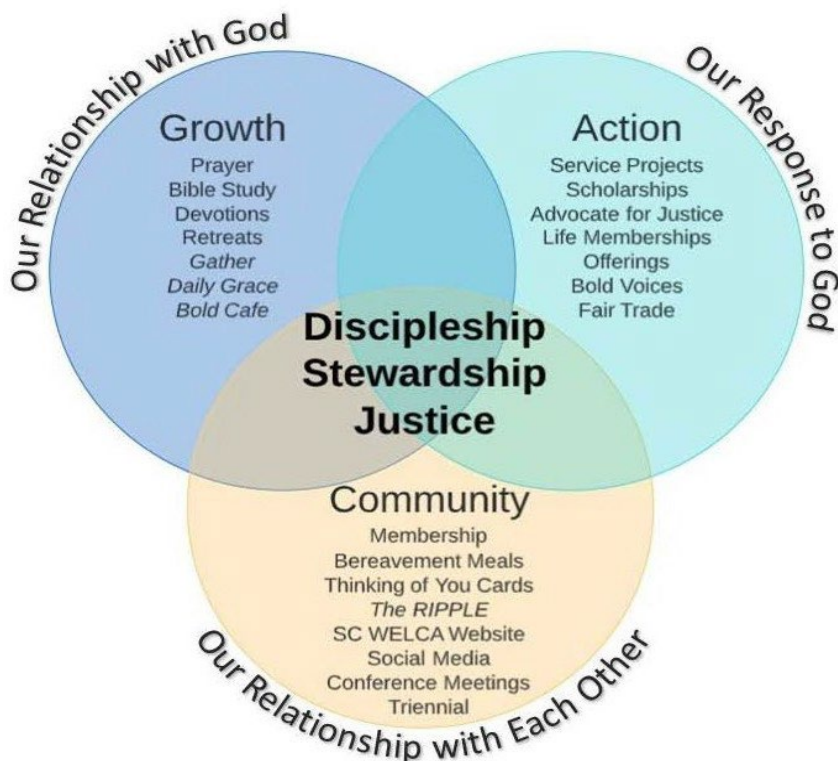 Our Relationship with God
Growth
Prayer
Bible Study
Devotions
Retreats
Gather
Daily Grace
Bold Cafe
Our Response to God
Action
Service Projects
Scholarships
Advocate for Justice
Life Memberships
Offerings
Bold Voices
Fair Trade
Discipleship
Stewardship
Justice
Community
Membership
Bereavement Meals
Thinking of You Cards
The RIPPLE
SC WELCA Website
Social Media
Conference Meetings
Triennial
Our Relationship with Each Other